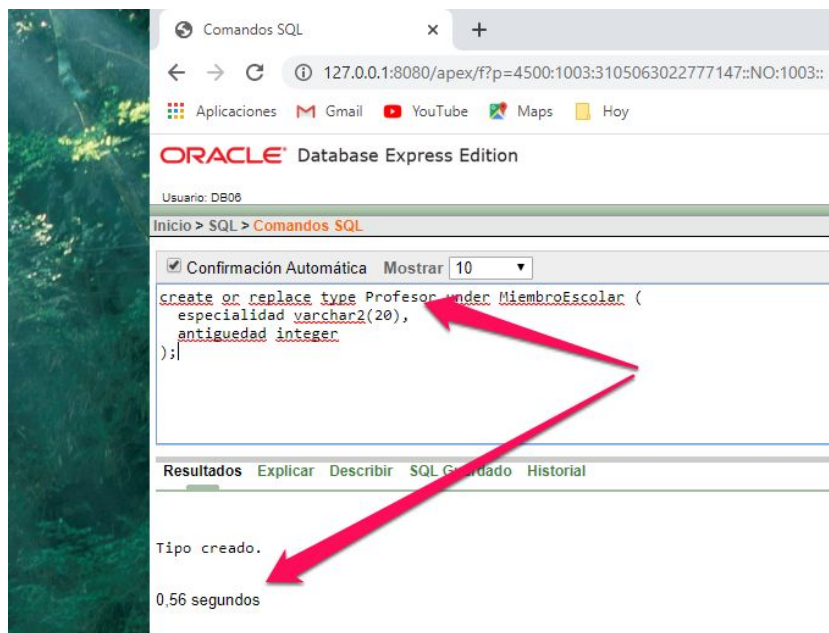 Comandos SQL
127.0.0.1:8080/apex/f?p=4500:1003:3105063022777147::NO:1003::
Aplicaciones Gmail YouTube Maps Hoy
ORACLE Database Express Edition
Usuario: DB06
Inicio > SQL > Comandos SQL
Confirmación Automática Mostrar 10
create or replace type Profesor under MiembroEscolar (
especialidad varchar2(20),
antiguedad integer
);
Resultados Explicar Describir SQL Guardado Historial
Tipo creado.
0,56 segundos